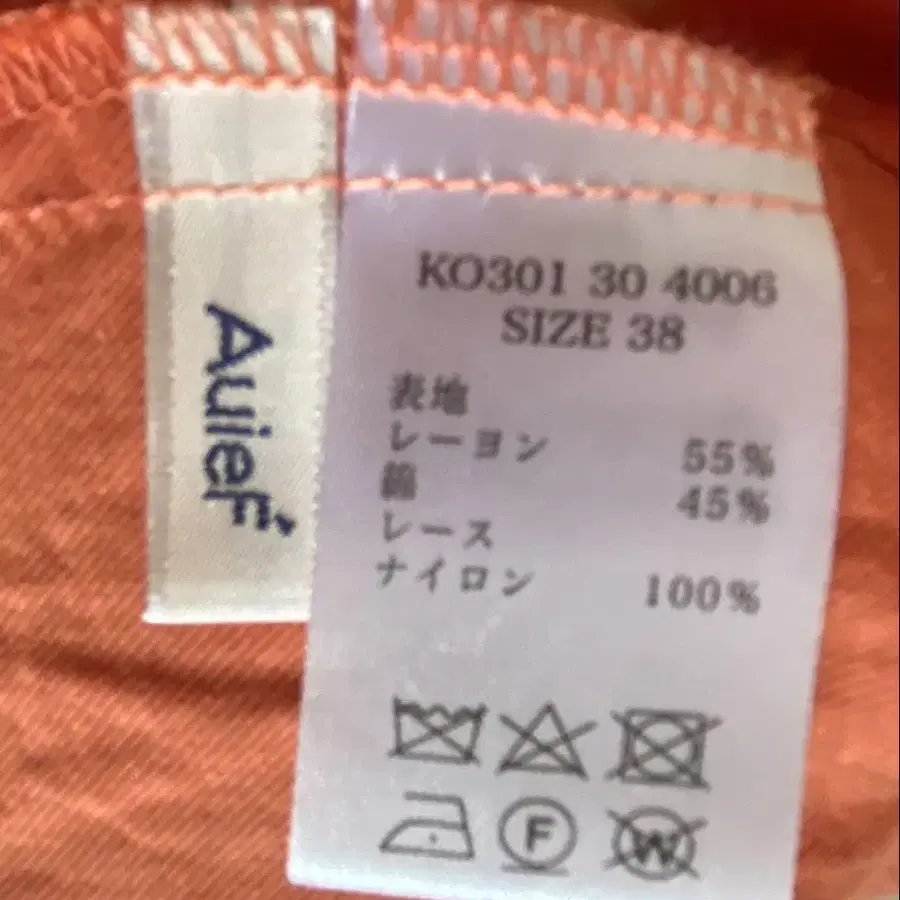 AuieF
KO301 30 4006
SIZE 38
表地
レーヨン 55%
綿 45%
レース
ナイロン 100%
F
W